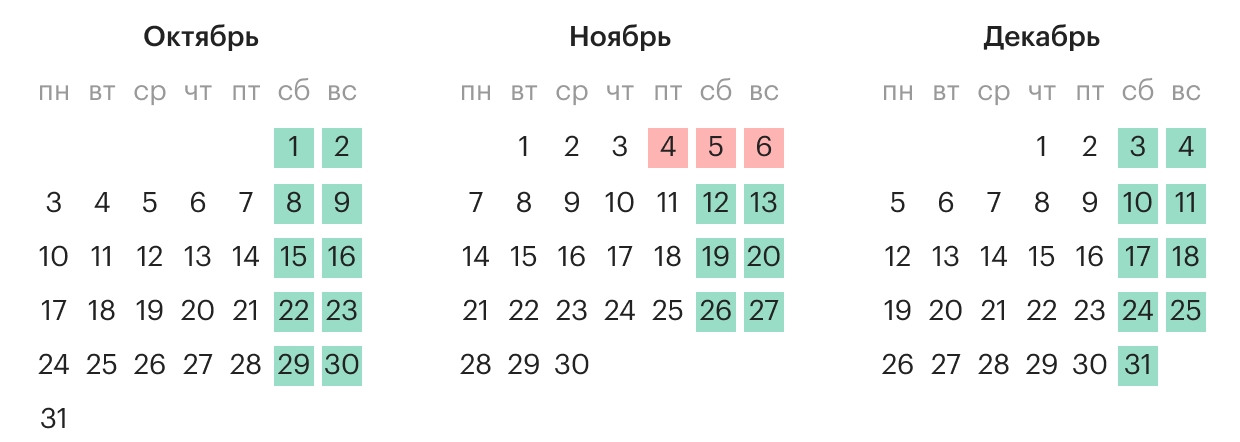 Октябрь Ноябрь Декабрь
пн вт ср чт пт сб вс пн вт ср чт пт сб вс пн вт ср чт пт сб вс
1 2 1 2 3 4 5 6 1 2 3 4
3 4 5 6 7 8 9 7 8 9 10 11 12 13 5 6 7 8 9 10 11
10 11 12 13 14 15 16 14 15 16 17 18 19 20 12 13 14 15 16 17 18
17 18 19 20 21 22 23 21 22 23 24 25 26 27 19 20 21 22 23 24 25
24 25 26 27 28 29 30 28 29 30 26 27 28 29 30 31
31